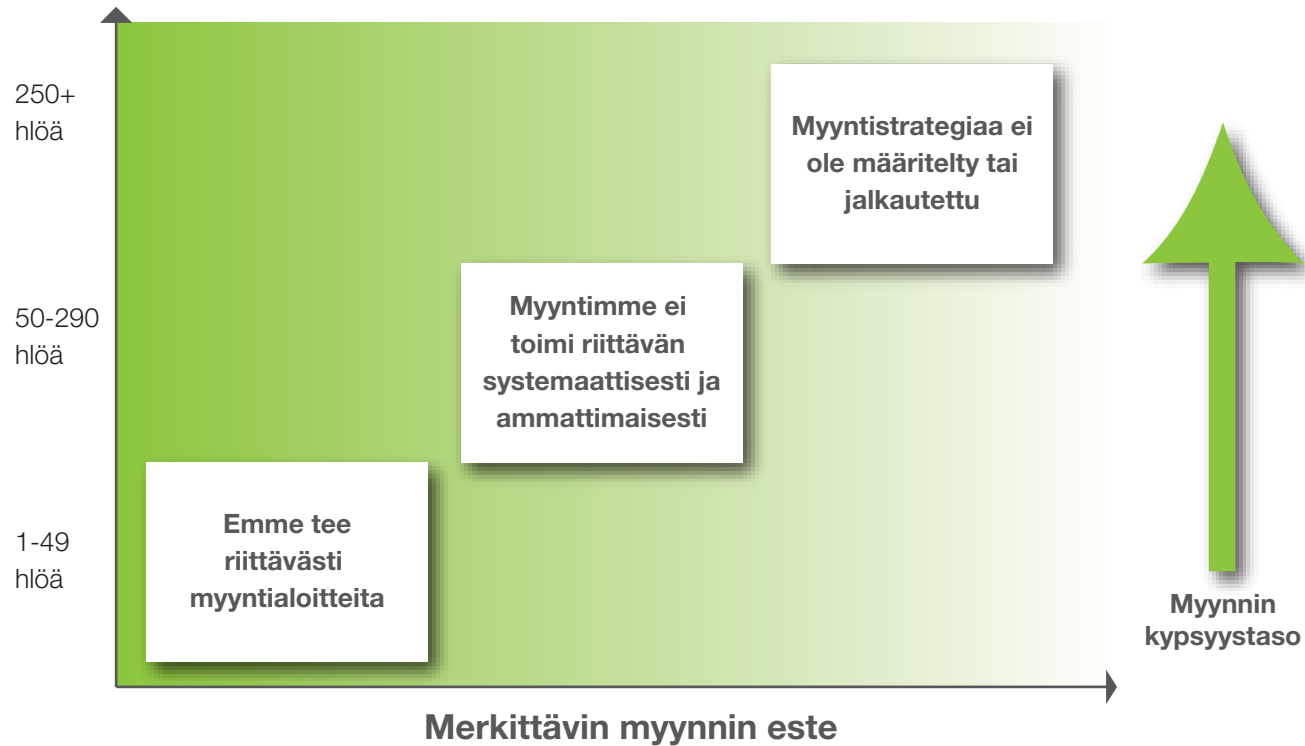 250+
hlöä
Myyntistrategiaa ei
ole määritelty tai
jalkautettu
50-290
hlöä
Myyntimme ei
toimi riittävän
systemaattisesti ja
ammattimaisesti
1-49
hlöä
Emme tee
riittävästi
myyntialoitteita
Myynnin
kypsyystaso
Merkittävin myynnin este